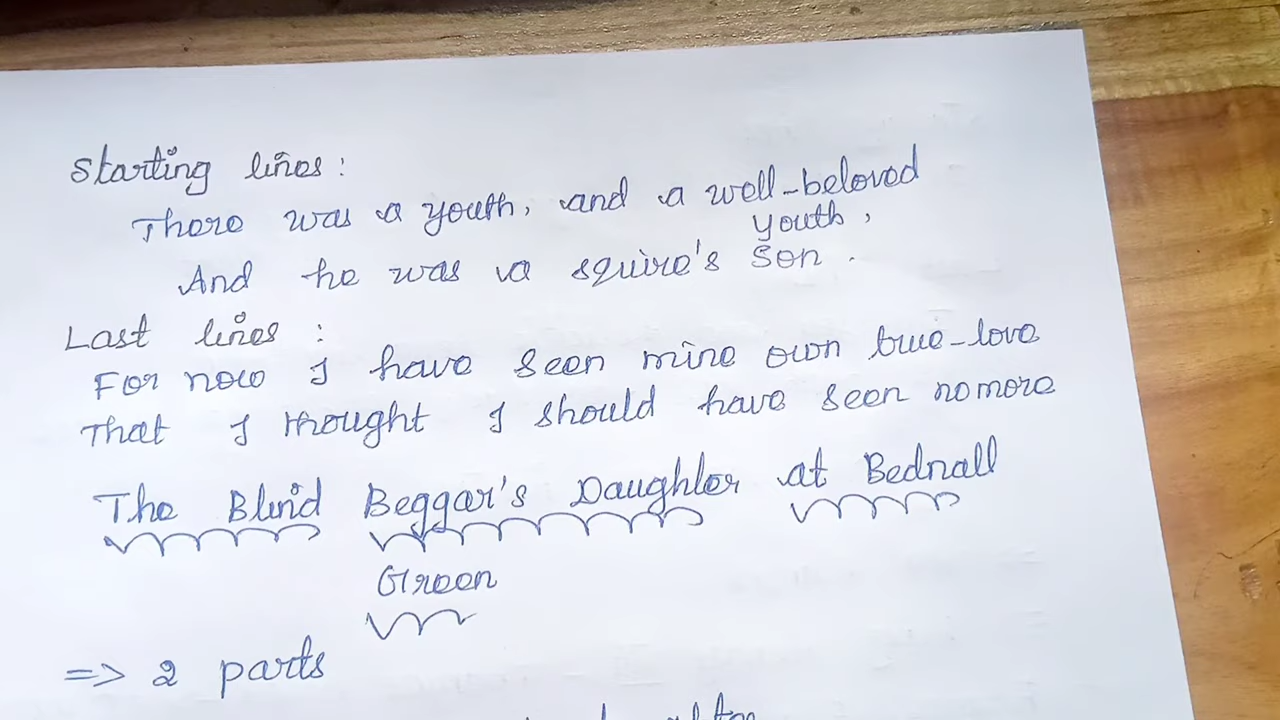 Starting lines :
There was a youth, and a well-beloved
youth ,
And he was a squire's son .
Last lines :
For now I have seen mine own true-love
That I thought I should have seen no more
The Blind Beggar's Daughter at Bednall
Green
=> 2 parts